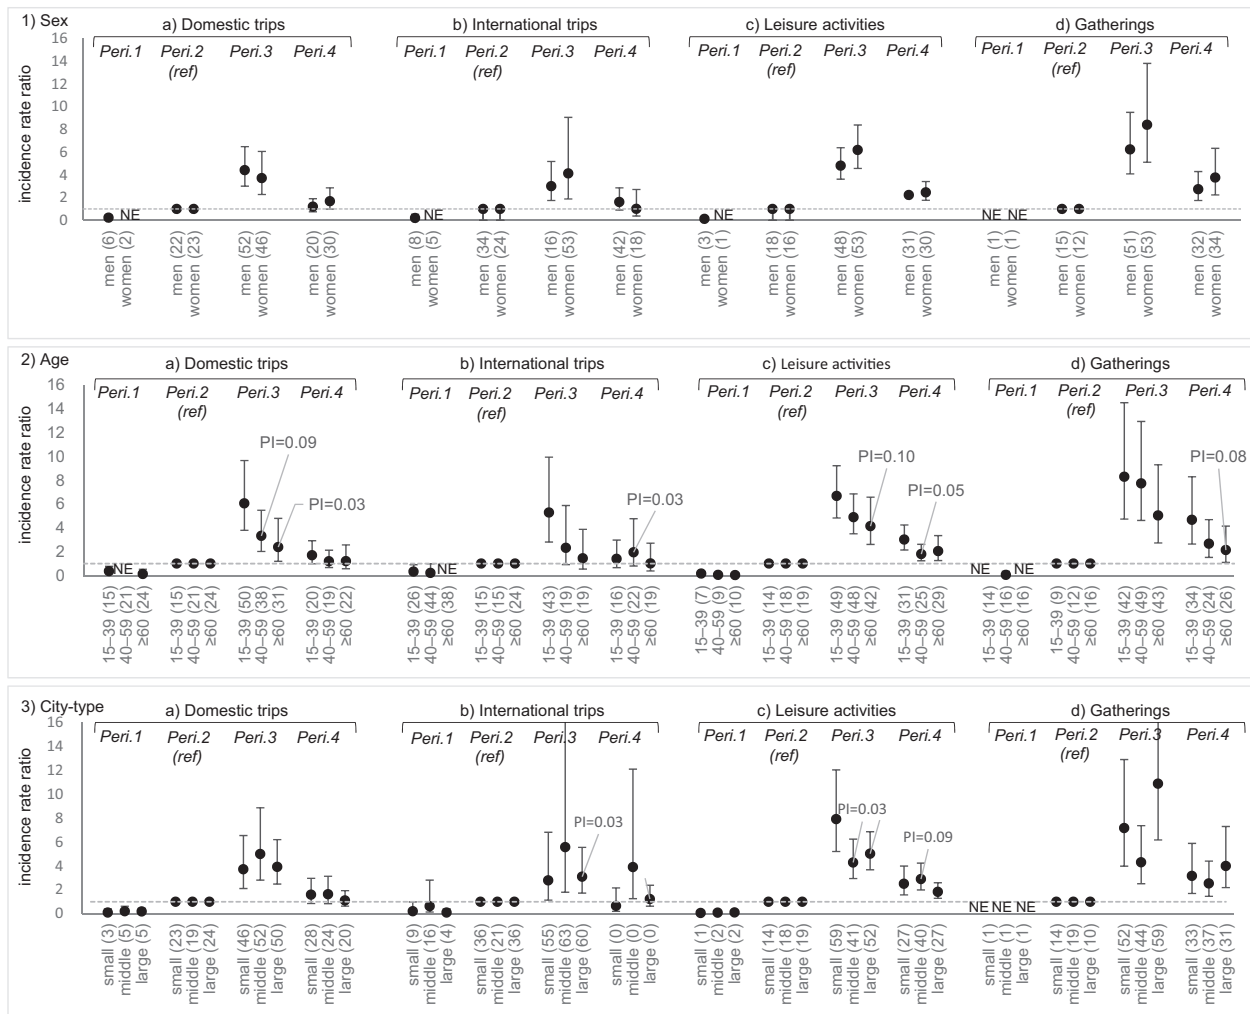 1) Sex
a) Domestic trips
b) International trips
c) Leisure activities
d) Gatherings
Peri.1 Peri.2 Peri.3 Peri.4 Peri.1 Peri.2 Peri.3 Peri.4 Peri.1 Peri.2 Peri.3 Peri.4 Peri.1 Peri.2 Peri.3 Peri.4
(ref) (ref) (ref) (ref)
incidence rate ratio
16
14
12
10
8
6
4
2
0
NE NE NE NE NE
men (6)
women (2)
men (22)
women (23)
men (52)
women (46)
men (20)
women (30)
men (8)
women (5)
men (34)
women (24)
men (16)
women (53)
men (42)
women (18)
men (3)
women (1)
men (18)
women (16)
men (48)
women (53)
men (31)
women (30)
men (1)
women (1)
men (15)
women (12)
men (51)
women (53)
men (32)
women (34)
2) Age
a) Domestic trips
b) International trips
c) Leisure activities
d) Gatherings
Peri.1 Peri.2 Peri.3 Peri.4 Peri.1 Peri.2 Peri.3 Peri.4 Peri.1 Peri.2 Peri.3 Peri.4 Peri.1 Peri.2 Peri.3 Peri.4
(ref) (ref) (ref) (ref)
incidence rate ratio
16
14
12
10
8
6
4
2
0
PI=0.09
PI=0.03
PI=0.03
PI=0.10
PI=0.05
PI=0.08
NE NE NE NE
15–39 (15)
40–59 (21)
≥60 (24)
15–39 (15)
40–59 (21)
≥60 (24)
15–39 (50)
40–59 (38)
≥60 (31)
15–39 (20)
40–59 (19)
≥60 (22)
15–39 (26)
40–59 (44)
≥60 (38)
15–39 (15)
40–59 (15)
≥60 (24)
15–39 (43)
40–59 (19)
≥60 (19)
15–39 (16)
40–59 (22)
≥60 (19)
15–39 (7)
40–59 (9)
≥60 (10)
15–39 (14)
40–59 (18)
≥60 (19)
15–39 (49)
40–59 (48)
≥60 (42)
15–39 (31)
40–59 (25)
≥60 (29)
15–39 (14)
40–59 (16)
≥60 (16)
15–39 (9)
40–59 (12)
≥60 (16)
15–39 (42)
40–59 (49)
≥60 (43)
15–39 (34)
40–59 (24)
≥60 (26)
3) City-type
a) Domestic trips
b) International trips
c) Leisure activities
d) Gatherings
Peri.1 Peri.2 Peri.3 Peri.4 Peri.1 Peri.2 Peri.3 Peri.4 Peri.1 Peri.2 Peri.3 Peri.4 Peri.1 Peri.2 Peri.3 Peri.4
(ref) (ref) (ref) (ref)
incidence rate ratio
16
14
12
10
8
6
4
2
0
PI=0.03
PI=0.03
PI=0.09
NE NE NE
small (3)
middle (5)
large (5)
small (23)
middle (19)
large (24)
small (46)
middle (52)
large (50)
small (28)
middle (24)
large (20)
small (9)
middle (16)
large (4)
small (36)
middle (21)
large (36)
small (55)
middle (63)
large (60)
small (0)
middle (0)
large (0)
small (1)
middle (2)
large (2)
small (14)
middle (18)
large (19)
small (59)
middle (41)
large (52)
small (27)
middle (40)
large (27)
small (1)
middle (1)
large (1)
small (14)
middle (19)
large (10)
small (52)
middle (44)
large (59)
small (33)
middle (37)
large (31)